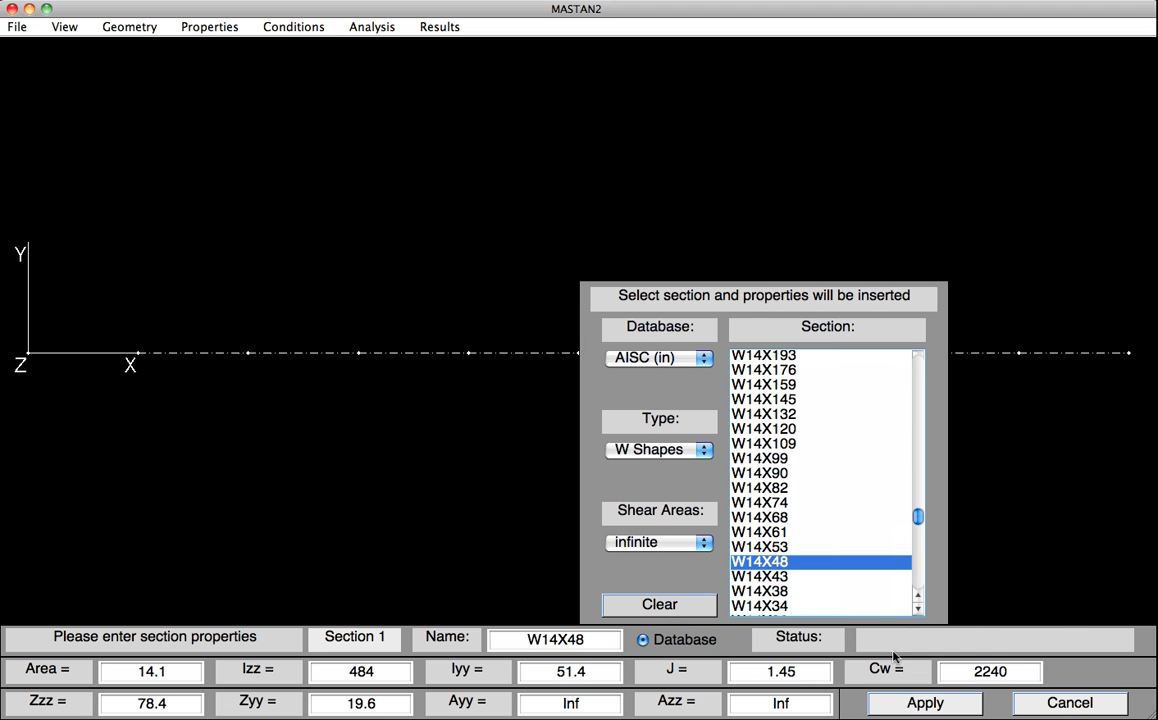 MASTAN2
File View Geometry Properties Conditions Analysis Results
Y
Z
X
Select section and properties will be inserted
Database:
AISC (in)
Type:
W Shapes
Shear Areas:
infinite
Clear
Section:
W14X193
W14X176
W14X159
W14X145
W14X132
W14X120
W14X109
W14X99
W14X90
W14X82
W14X74
W14X68
W14X61
W14X53
W14X48
W14X43
W14X38
W14X34
Please enter section properties Section 1 Name: W14X48 Database Status:
Area = 14.1 Izz = 484 Iyy = 51.4 J = 1.45 Cw = 2240
Zzz = 78.4 Zyy = 19.6 Ayy = Inf Azz = Inf Apply Cancel